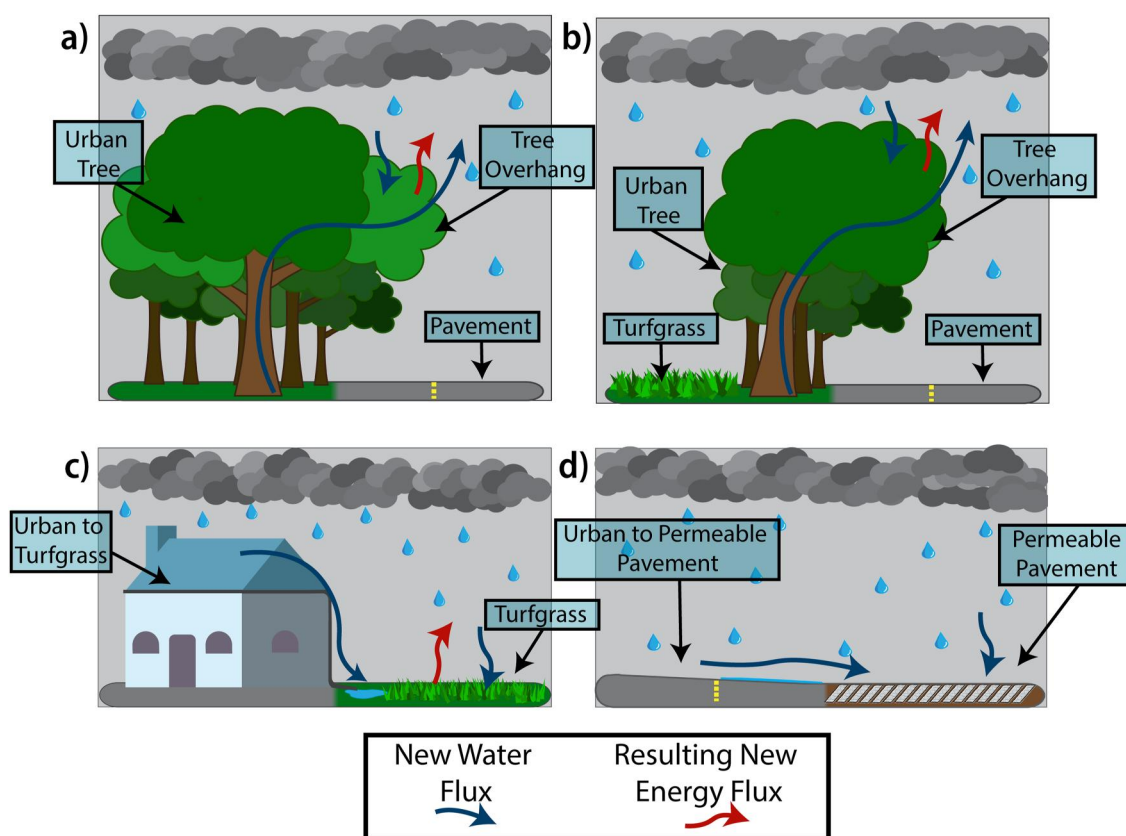 a)
Urban
Tree
Tree
Overhang
Pavement
b)
Urban
Tree
Tree
Overhang
Turfgrass
Pavement
c)
Urban to
Turfgrass
Turfgrass
d)
Urban to Permeable
Pavement
Permeable
Pavement
New Water
Flux
Resulting New
Energy Flux